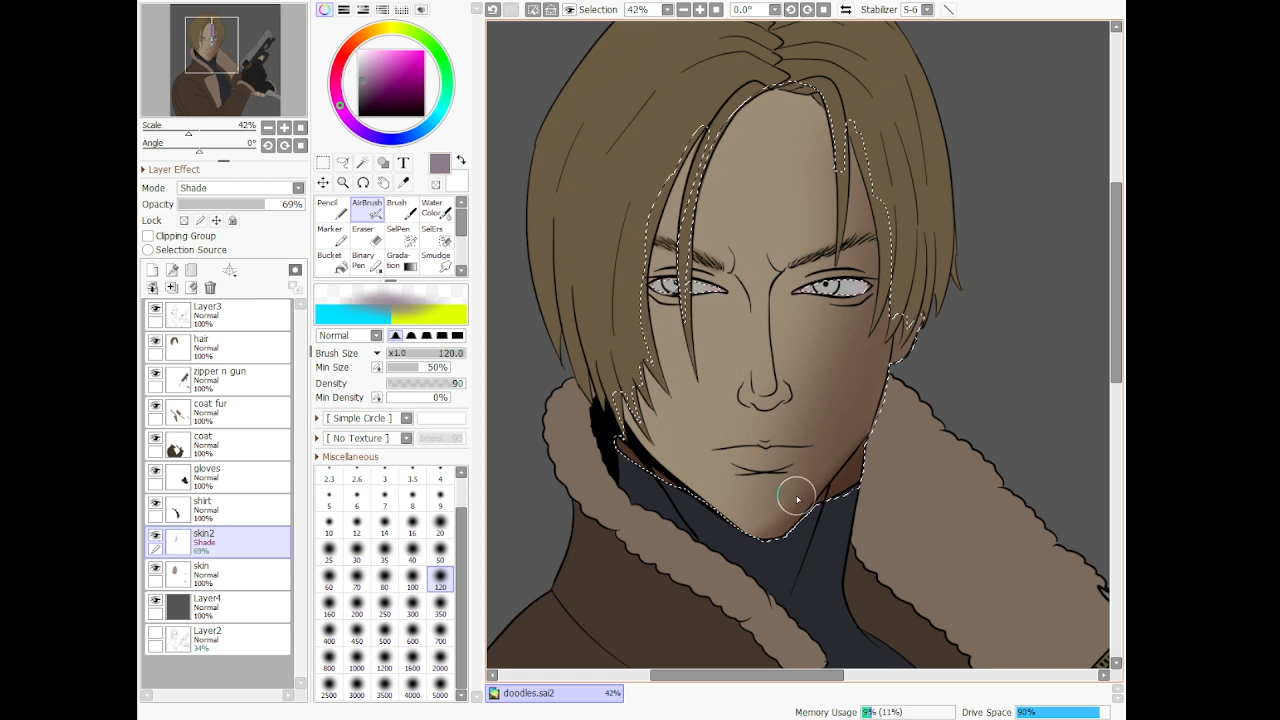 Selection
42%
0.0°
Stabilizer
S-6
Scale
42%
Angle
0°
Layer Effect
Mode
Shade
Opacity
69%
Lock
Clipping Group
Selection Source
Layer3
Normal
100%
hair
Normal
100%
zipper n gun
Normal
100%
coat fur
Normal
100%
coat
Normal
100%
gloves
Normal
100%
shirt
Normal
100%
skin2
Shade
69%
skin
Normal
100%
Layer4
Normal
100%
Layer2
Normal
34%
T
Pencil
AirBrush
Brush
Water
Color
Marker
Eraser
SelPen
SelErs
Bucket
Binary
Pen
Grada-
tion
Smudge
Normal
Brush Size
x1.0
120.0
Min Size
50%
Density
90
Min Density
0%
[ Simple Circle ]
[ No Texture ]
Intens.
95
Miscellaneous
2.3 2.6 3 3.5 4
5 6 7 8 9
10 12 14 16 20
25 30 35 40 50
60 70 80 100 120
160 200 250 300 350
400 450 500 600 700
800 1000 1200 1600 2000
2500 3000 3500 4000 5000
doodles.sai2
42%
Memory Usage
9% (11%)
Drive Space
90%